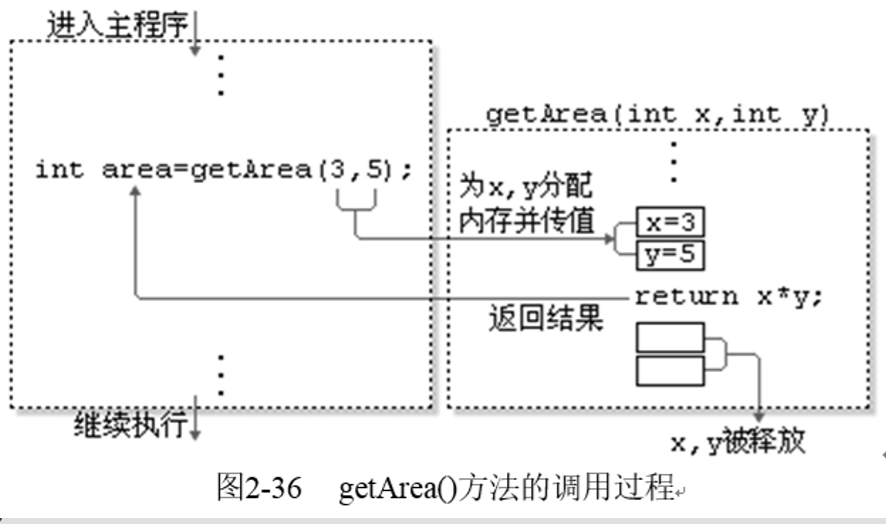 进入主程序
int area=getArea(3,5);
继续执行
getArea(int x,int y)
为x,y分配
内存并传值
x=3
y=5
return x*y;
返回结果
x,y被释放
图2-36 getArea()方法的调用过程